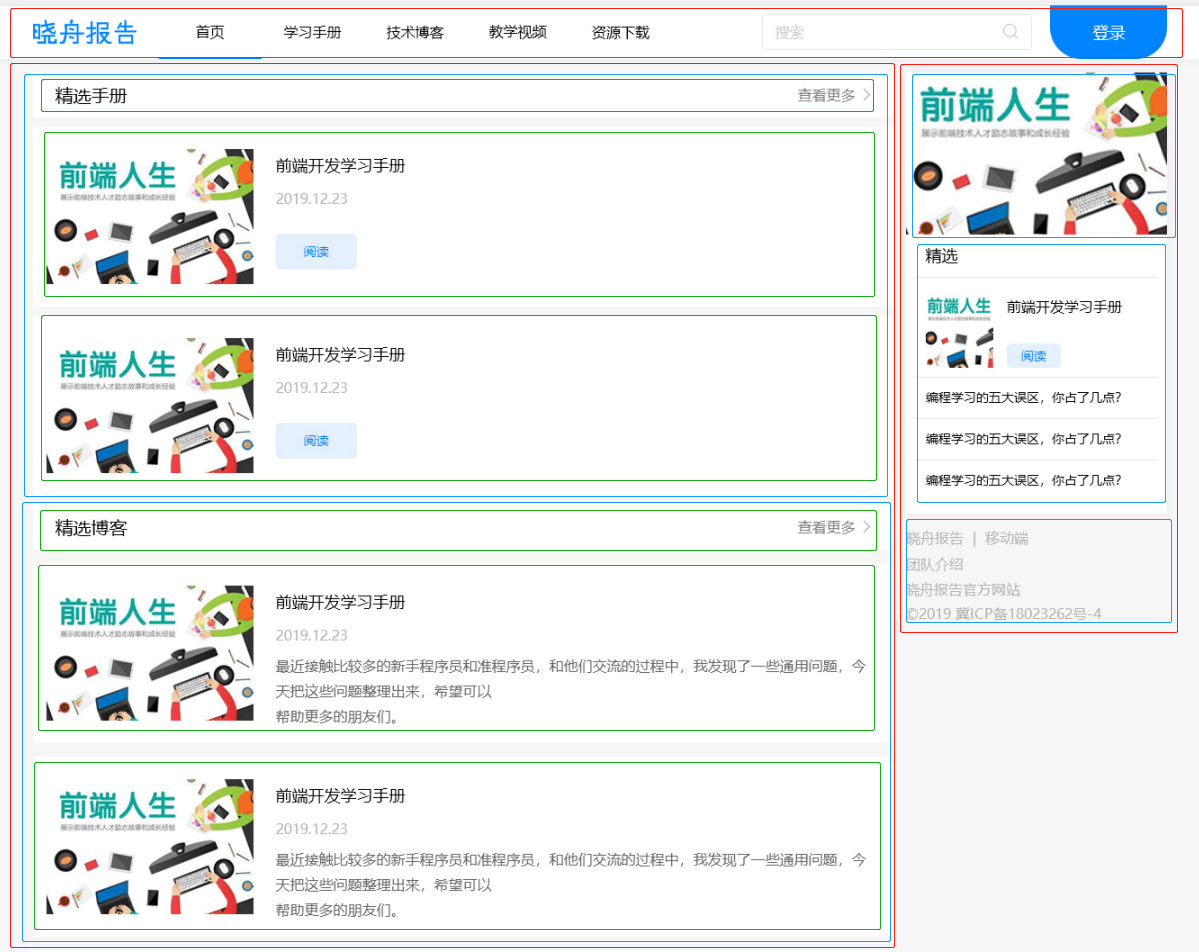 晓舟报告 首页 学习手册 技术博客 教学视频 资源下载 搜索 登录
精选手册 查看更多
前端人生
展示前端技术人才励志故事和成长经验
前端开发学习手册
2019.12.23
阅读
前端人生
展示前端技术人才励志故事和成长经验
前端开发学习手册
2019.12.23
阅读
精选博客 查看更多
前端人生
展示前端技术人才励志故事和成长经验
前端开发学习手册
2019.12.23
最近接触比较多的新手程序员和准程序员，和他们交流的过程中，我发现了一些通用问题，今
天把这些问题整理出来，希望可以
帮助更多的朋友们。
前端人生
展示前端技术人才励志故事和成长经验
前端开发学习手册
2019.12.23
最近接触比较多的新手程序员和准程序员，和他们交流的过程中，我发现了一些通用问题，今
天把这些问题整理出来，希望可以
帮助更多的朋友们。
前端人生
展示前端技术人才励志故事和成长经验
精选
前端人生
前端开发学习手册
阅读
编程学习的五大误区，你占了几点？
编程学习的五大误区，你占了几点？
编程学习的五大误区，你占了几点？
晓舟报告 | 移动端
团队介绍
晓舟报告官方网站
©2019 冀ICP备18023262号-4